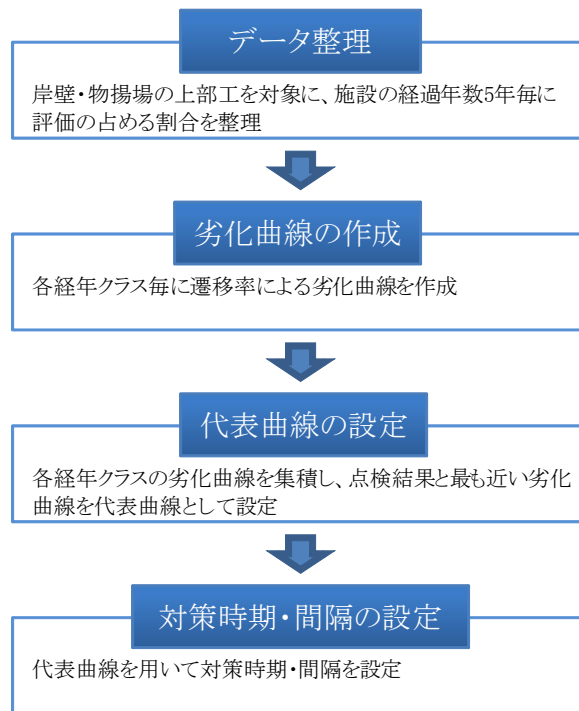 データ整理
岸壁・物揚場の上部工を対象に、施設の経過年数5年毎に
評価の占める割合を整理
劣化曲線の作成
各経年クラス毎に遷移率による劣化曲線を作成
代表曲線の設定
各経年クラスの劣化曲線を集積し、点検結果と最も近い劣化
曲線を代表曲線として設定
対策時期・間隔の設定
代表曲線を用いて対策時期・間隔を設定